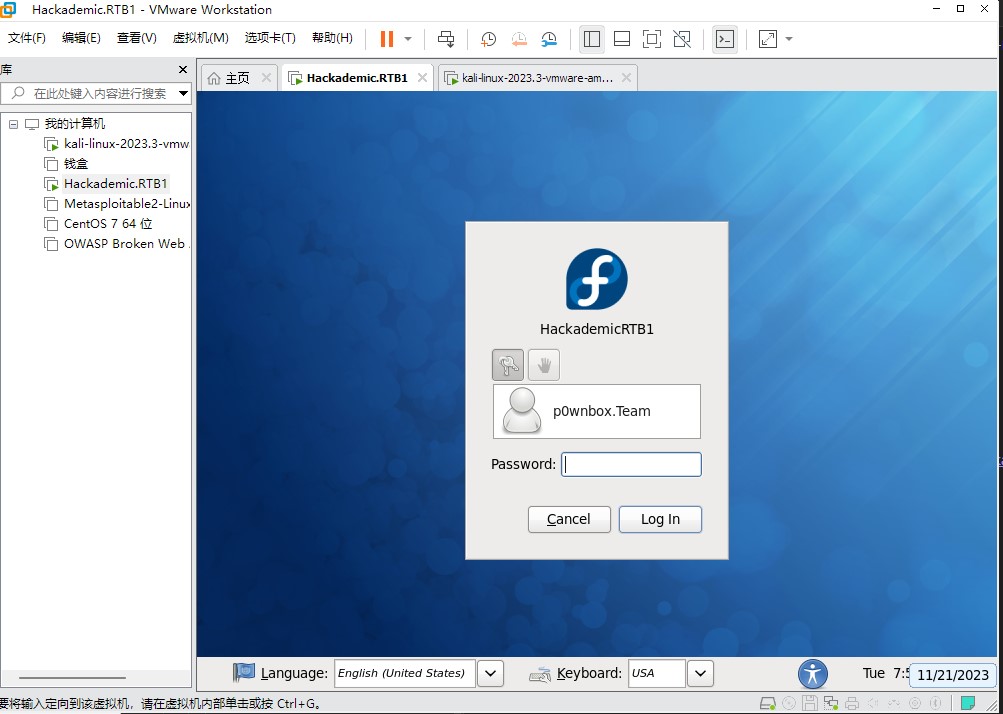 Hackademic.RTB1 - VMware Workstation
文件(F) 编辑(E) 查看(V) 虚拟机(M) 选项卡(T) 帮助(H)
库
主页 Hackademic.RTB1 kali-linux-2023.3-vmware-am...
在此处键入内容进行搜索
我的计算机
kali-linux-2023.3-vmw
钱盒
Hackademic.RTB1
Metasploitable2-Linux
CentOS 7 64 位
OWASP Broken Web
HackademicRTB1
p0wnbox.Team
Password:
Cancel Log In
Language: English (United States) Keyboard: USA Tue 7:5 11/21/2023
要将输入定向到该虚拟机，请在虚拟机内部单击或按 Ctrl+G。